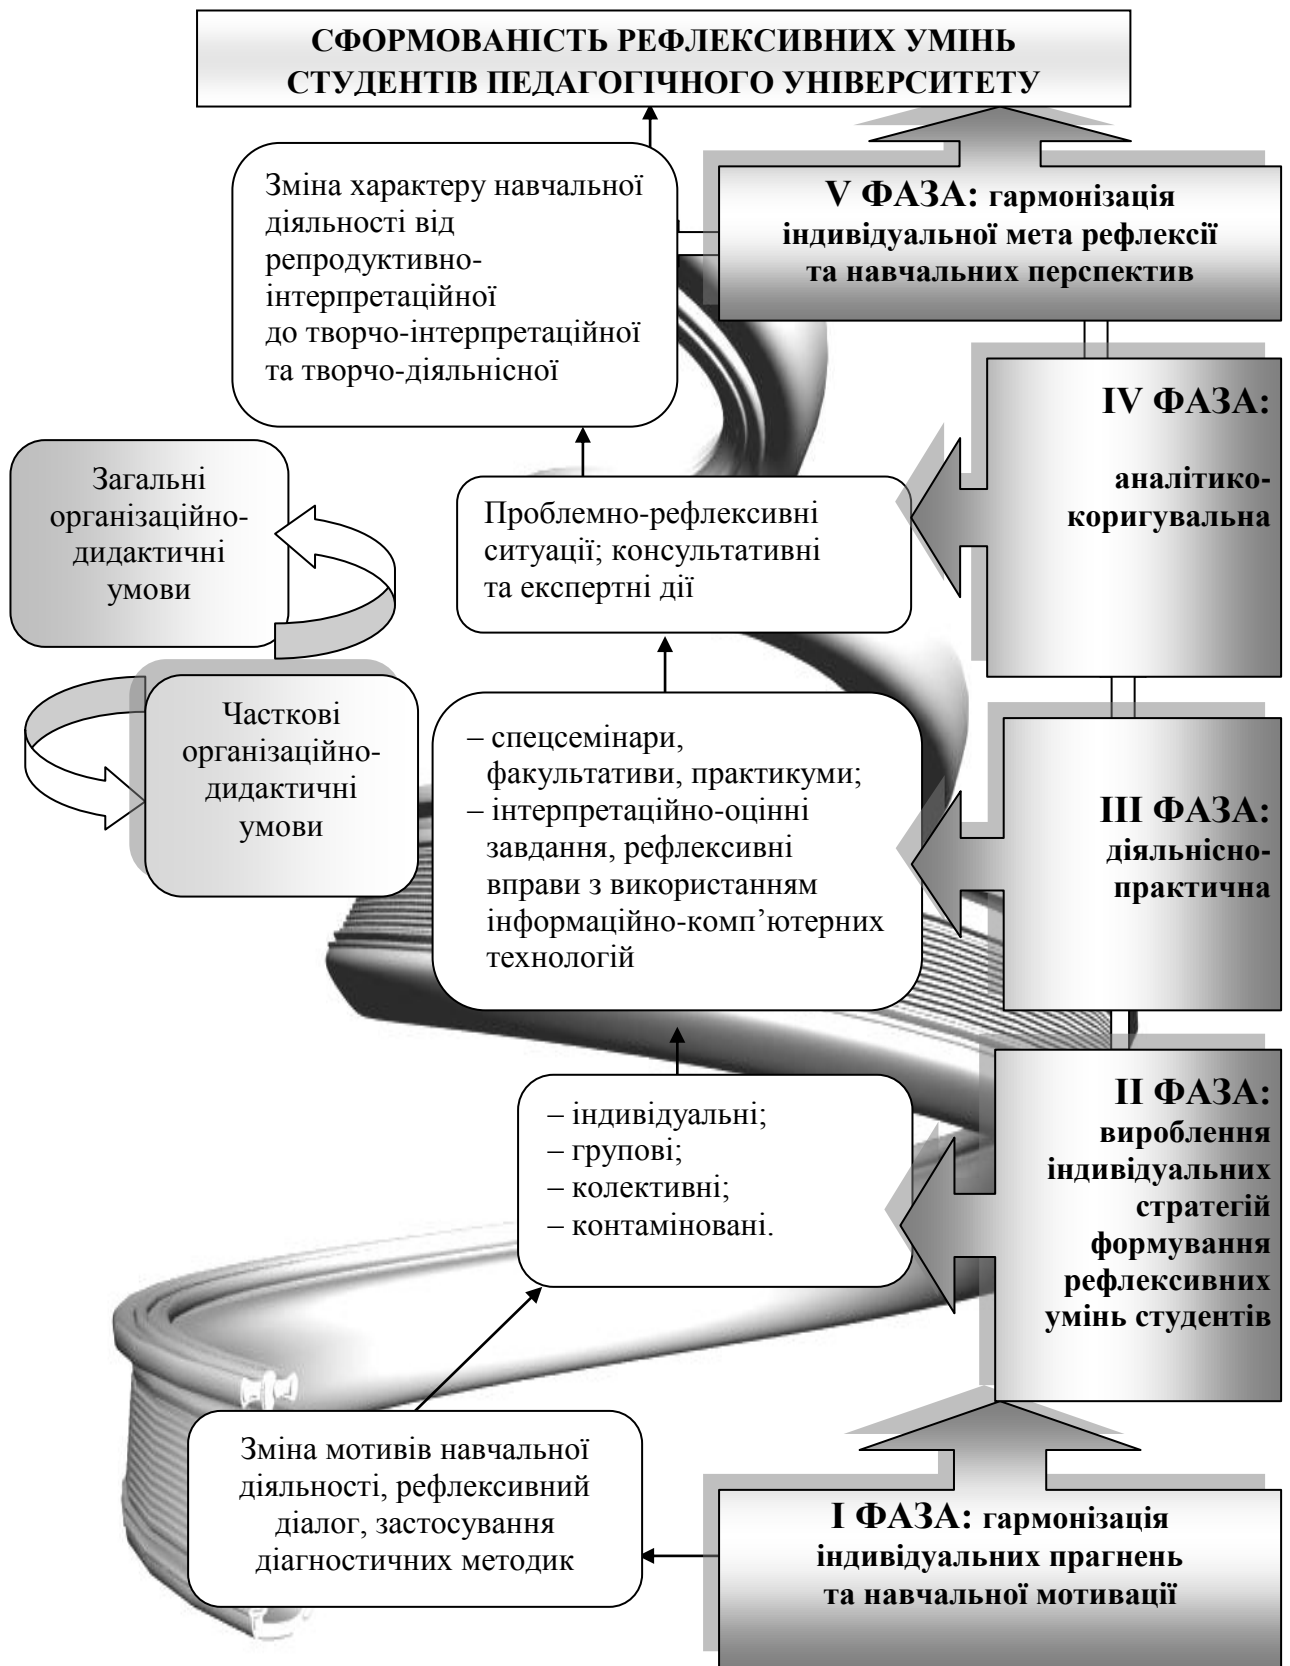 СФОРМОВАНІСТЬ РЕФЛЕКСИВНИХ УМІНЬ
СТУДЕНТІВ ПЕДАГОГІЧНОГО УНІВЕРСИТЕТУ
Зміна характеру навчальної
діяльності від
репродуктивно-
інтерпретаційної
до творчо-інтерпретаційної
та творчо-діяльнісної
V ФАЗА: гармонізація
індивідуальної мета рефлексії
та навчальних перспектив
IV ФАЗА:
аналітико-
коригувальна
Загальні
організаційно-
дидактичні
умови
Проблемно-рефлексивні
ситуації; консультативні
та експертні дії
Часткові
організаційно-
дидактичні
умови
– спецсемінари,
факультативи, практикуми;
– інтерпретаційно-оцінні
завдання, рефлексивні
вправи з використанням
інформаційно-комп’ютерних
технологій
III ФАЗА:
діяльнісно-
практична
– індивідуальні;
– групові;
– колективні;
– контаміновані.
II ФАЗА:
вироблення
індивідуальних
стратегій
формування
рефлексивних
умінь студентів
Зміна мотивів навчальної
діяльності, рефлексивний
діалог, застосування
діагностичних методик
I ФАЗА: гармонізація
індивідуальних прагнень
та навчальної мотивації